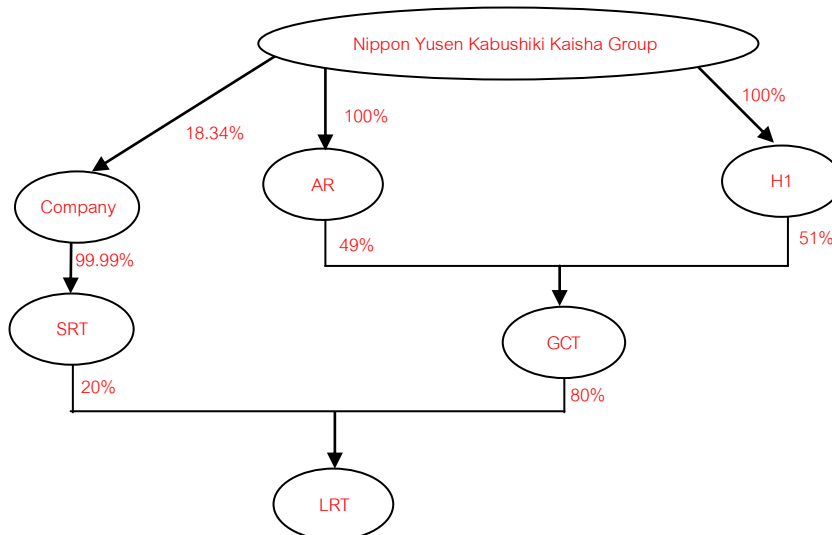 Nippon Yusen Kabushiki Kaisha Group
100%
18.34%
100%
AR
H1
Company
49%
51%
99.99%
SRT
GCT
20%
80%
LRT